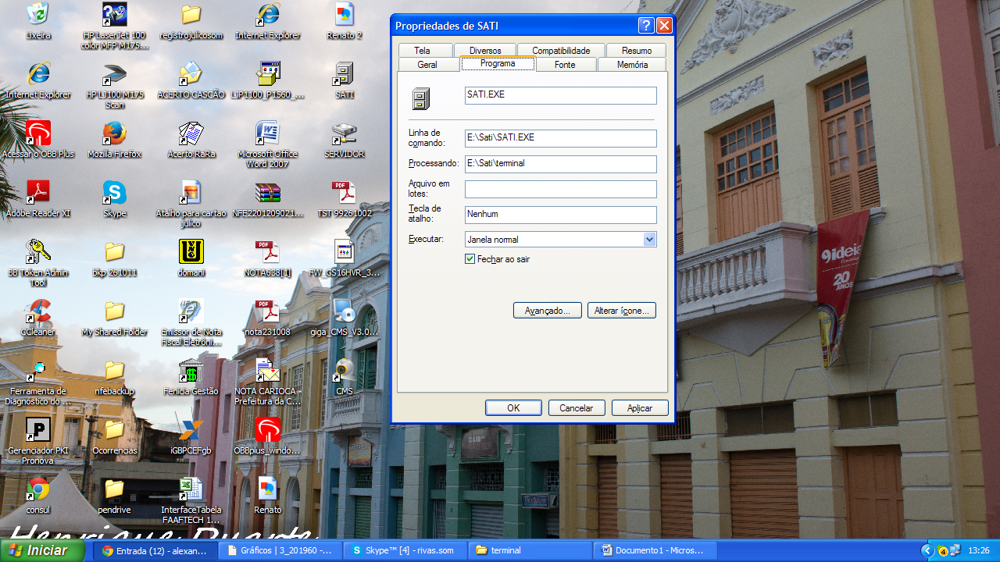 Lixeira
HP LaserJet 100
color MFP M175...
registrojulicosom
Internet Explorer
Renato 2
Internet Explorer
HP LJ100 M175
Scan
ACERTO CASCÃO
LJP1100_P1560_...
SATI
Acessar o OBB Plus
Mozilla Firefox
Acerto RaRa
Microsoft Office
Word 2007
SERVIDOR
Adobe Reader XI
Skype
Atalho para cartao
júlico
NFE2201209021...
TST 99261002
BB Token Admin
Tool
bkp 261011
domani
NOTA638[1]
FW_GS16HVR_3...
CCleaner
My Shared Folder
Emissor de Nota
Fiscal Eletrôni...
nota231008
giga_CMS_V3.0...
Ferramenta de
Diagnóstico do ...
nfebackup
Fenicia Gestão
NOTA CARIOCA -
Prefeitura da C...
CMS
Gerenciador PKI
Pronova
Ocorrencias
iGBPCEFgb
OBBplus_windo...
consul
pendrive
InterfaceTabela
FAAFTECH 1...
Renato
Henrique Duarte
Propriedades de SATI
Tela
Diversos
Compatibilidade
Resumo
Geral
Programa
Fonte
Memória
SATI.EXE
Linha de
comando:
E:\Sati\SATI.EXE
Processando:
E:\Sati\terminal
Arquivo em
lotes:
Tecla de
atalho:
Nenhum
Executar:
Janela normal
Fechar ao sair
Avançado...
Alterar ícone...
OK
Cancelar
Aplicar
9ideia
20
ANOS
Iniciar
Entrada (12) - alexan...
Gráficos | 3_201960 -...
Skype™ [4] - rivas.som
terminal
Documento1 - Micros...
4
13:26